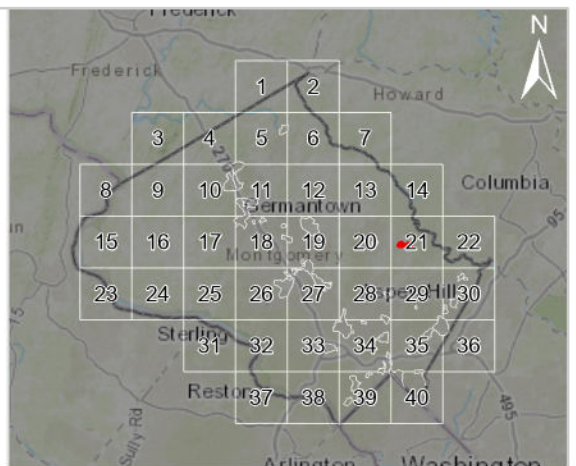 Frederick
N
Frederick
1 2
Howard
3 4 5 6 7
270
8 9 10 11 12 13 14
Columbia
Germantown
15 16 17 18 19 20 21 22
95
Montgomery
23 24 25 26 27 28 29 30
Aspen Hill
15
Sterling
31 32 33 34 35 36
Reston
37 38 39 40
495
Sully Rd
Arlington Washington